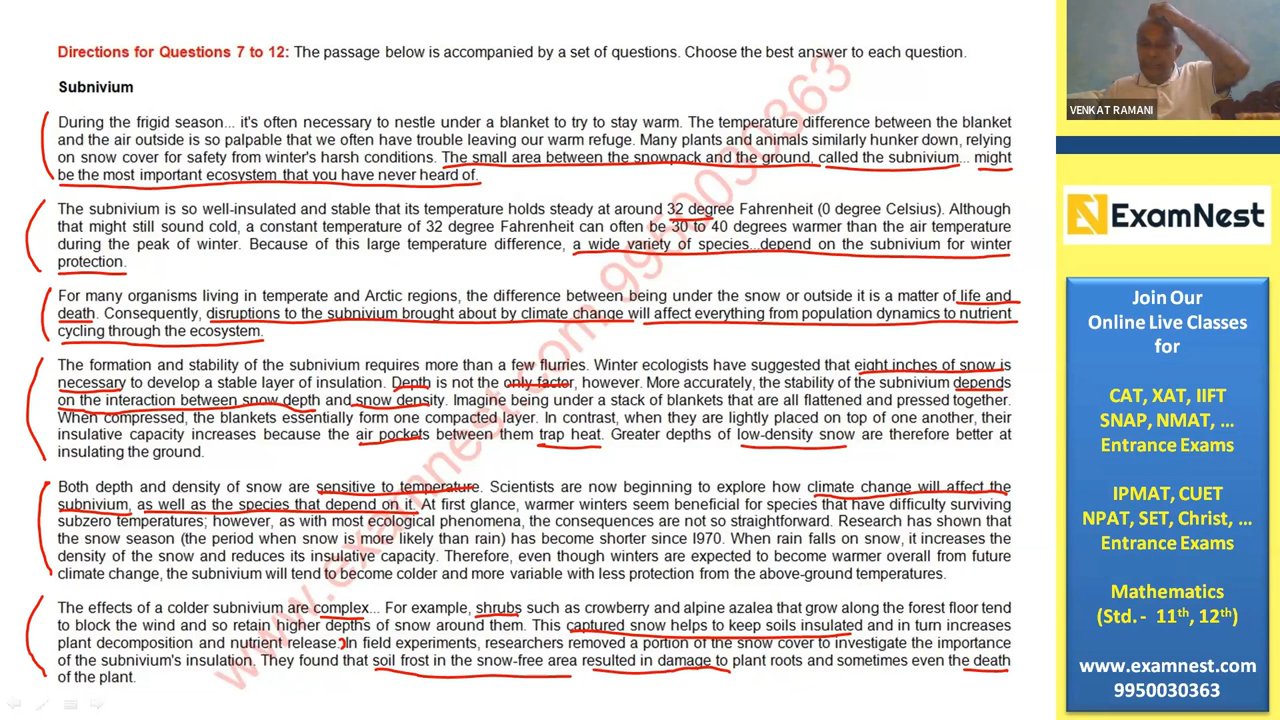 Directions for Questions 7 to 12: The passage below is accompanied by a set of questions. Choose the best answer to each question.
Subnivium
During the frigid season... it's often necessary to nestle under a blanket to try to stay warm. The temperature difference between the blanket
and the air outside is so palpable that we often have trouble leaving our warm refuge. Many plants and animals similarly hunker down, relying
on snow cover for safety from winter's harsh conditions. The small area between the snowpack and the ground, called the subnivium... might
be the most important ecosystem that you have never heard of.
The subnivium is so well-insulated and stable that its temperature holds steady at around 32 degree Fahrenheit (0 degree Celsius). Although
that might still sound cold, a constant temperature of 32 degree Fahrenheit can often be 30 to 40 degrees warmer than the air temperature
during the peak of winter. Because of this large temperature difference, a wide variety of species...depend on the subnivium for winter
protection.
For many organisms living in temperate and Arctic regions, the difference between being under the snow or outside it is a matter of life and
death. Consequently, disruptions to the subnivium brought about by climate change will affect everything from population dynamics to nutrient
cycling through the ecosystem.
The formation and stability of the subnivium requires more than a few flurries. Winter ecologists have suggested that eight inches of snow is
necessary to develop a stable layer of insulation. Depth is not the only factor, however. More accurately, the stability of the subnivium depends
on the interaction between snow depth and snow density. Imagine being under a stack of blankets that are all flattened and pressed together.
When compressed, the blankets essentially form one compacted layer. In contrast, when they are lightly placed on top of one another, their
insulative capacity increases because the air pockets between them trap heat. Greater depths of low-density snow are therefore better at
insulating the ground.
Both depth and density of snow are sensitive to temperature. Scientists are now beginning to explore how climate change will affect the
subnivium, as well as the species that depend on it. At first glance, warmer winters seem beneficial for species that have difficulty surviving
subzero temperatures; however, as with most ecological phenomena, the consequences are not so straightforward. Research has shown that
the snow season (the period when snow is more likely than rain) has become shorter since l970. When rain falls on snow, it increases the
density of the snow and reduces its insulative capacity. Therefore, even though winters are expected to become warmer overall from future
climate change, the subnivium will tend to become colder and more variable with less protection from the above-ground temperatures.
The effects of a colder subnivium are complex... For example, shrubs such as crowberry and alpine azalea that grow along the forest floor tend
to block the wind and so retain higher depths of snow around them. This captured snow helps to keep soils insulated and in turn increases
plant decomposition and nutrient release. In field experiments, researchers removed a portion of the snow cover to investigate the importance
of the subnivium's insulation. They found that soil frost in the snow-free area resulted in damage to plant roots and sometimes even the death
of the plant.
www.examnest.com 9950030363
VENKAT RAMANI
ExamNest
Join Our
Online Live Classes
for
CAT, XAT, IIFT
SNAP, NMAT, ...
Entrance Exams
IPMAT, CUET
NPAT, SET, Christ, ...
Entrance Exams
Mathematics
(Std. - 11th, 12th)
www.examnest.com
9950030363